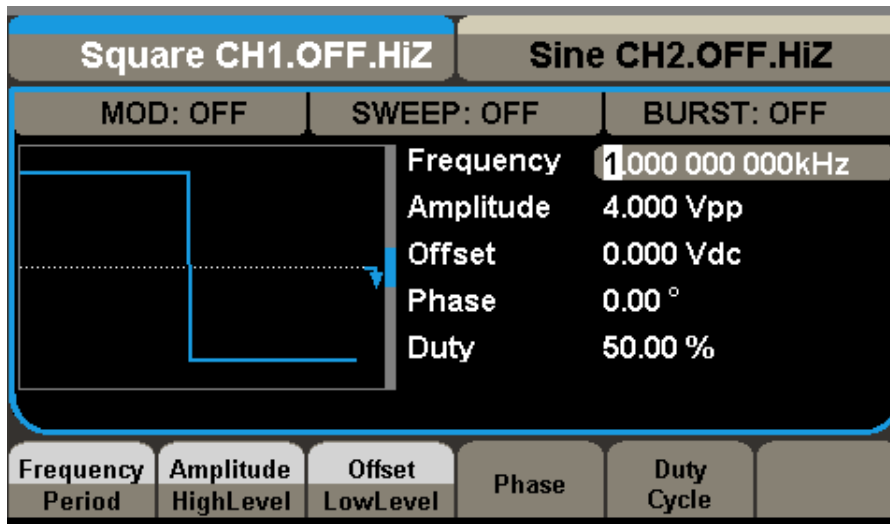 Square CH1.OFF.HiZ
Sine CH2.OFF.HiZ
MOD: OFF
SWEEP: OFF
BURST: OFF
Frequency 1.000 000 000kHz
Amplitude 4.000 Vpp
Offset 0.000 Vdc
Phase 0.00 °
Duty 50.00 %
Frequency
Period
Amplitude
HighLevel
Offset
LowLevel
Phase
Duty
Cycle